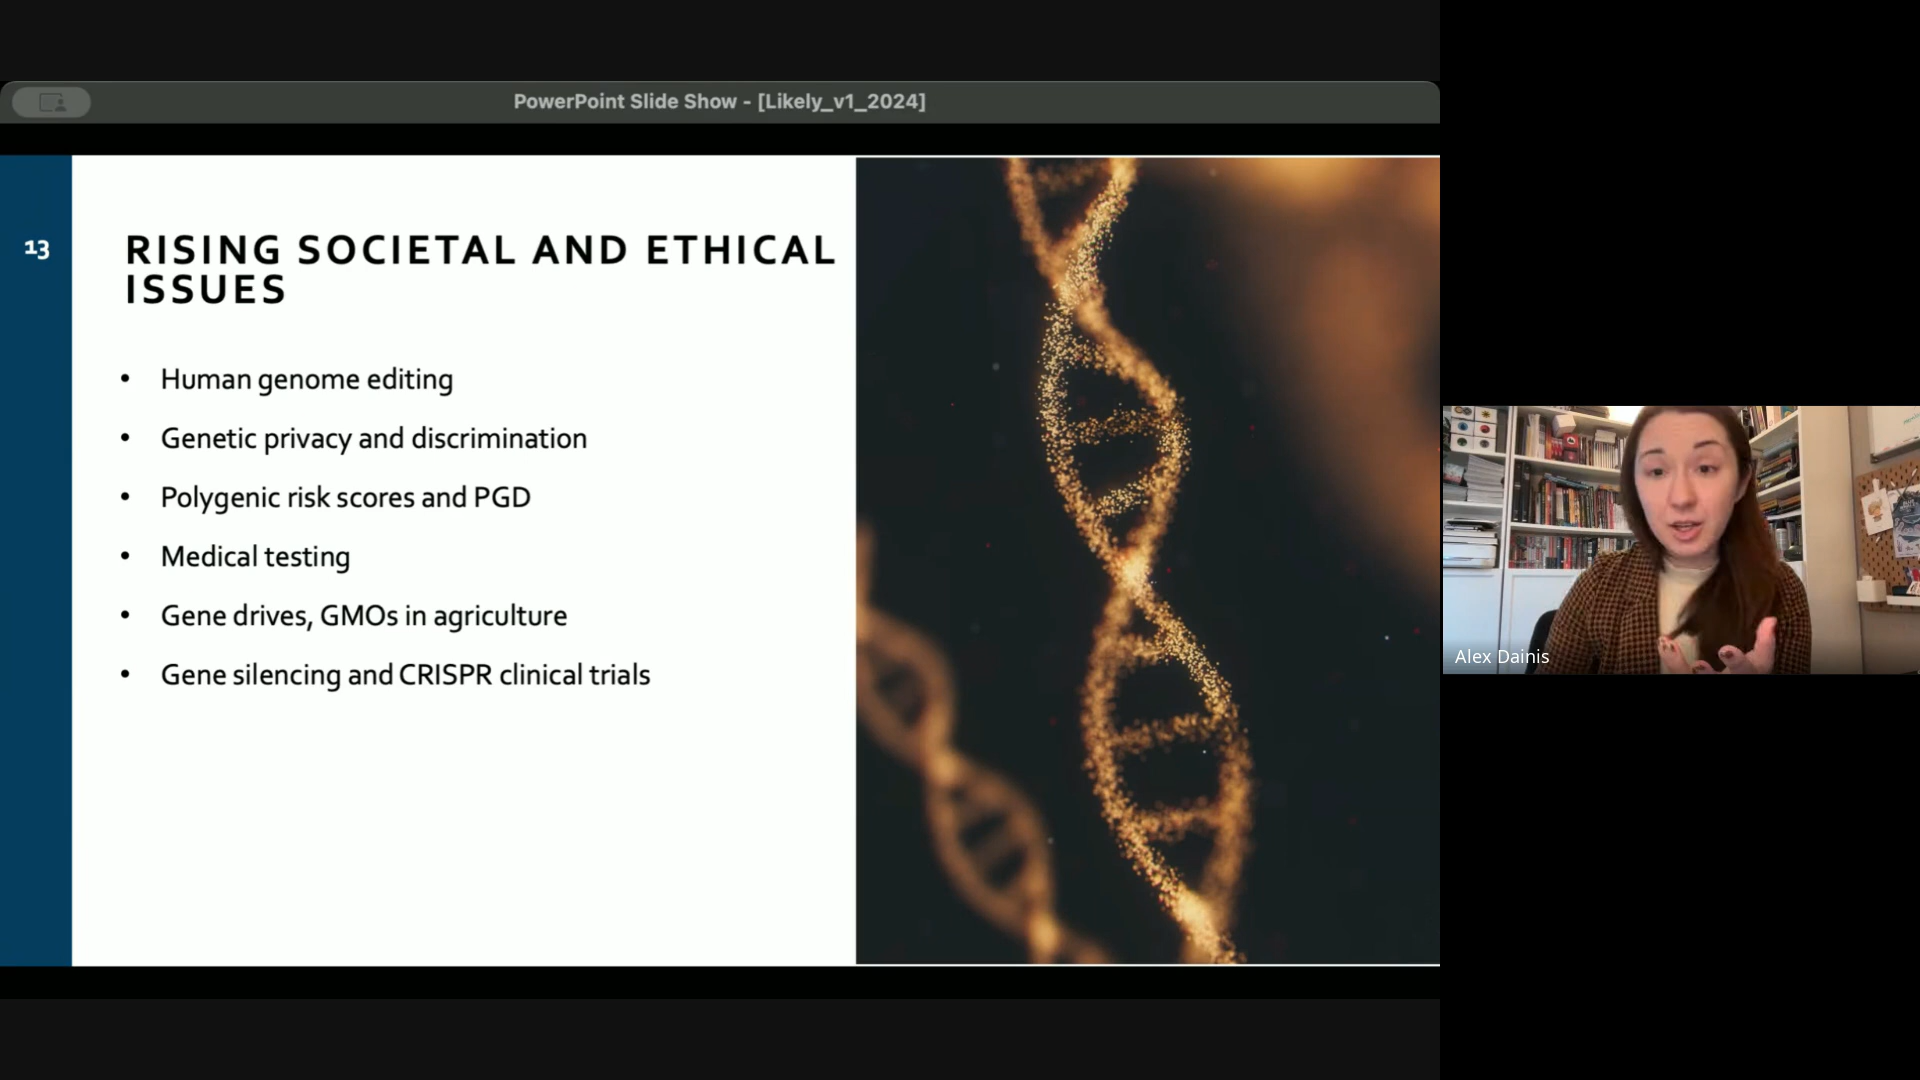 PowerPoint Slide Show - [Likely_v1_2024]
13
RISING SOCIETAL AND ETHICAL
ISSUES
• Human genome editing
• Genetic privacy and discrimination
• Polygenic risk scores and PGD
• Medical testing
• Gene drives, GMOs in agriculture
• Gene silencing and CRISPR clinical trials
Alex Dainis